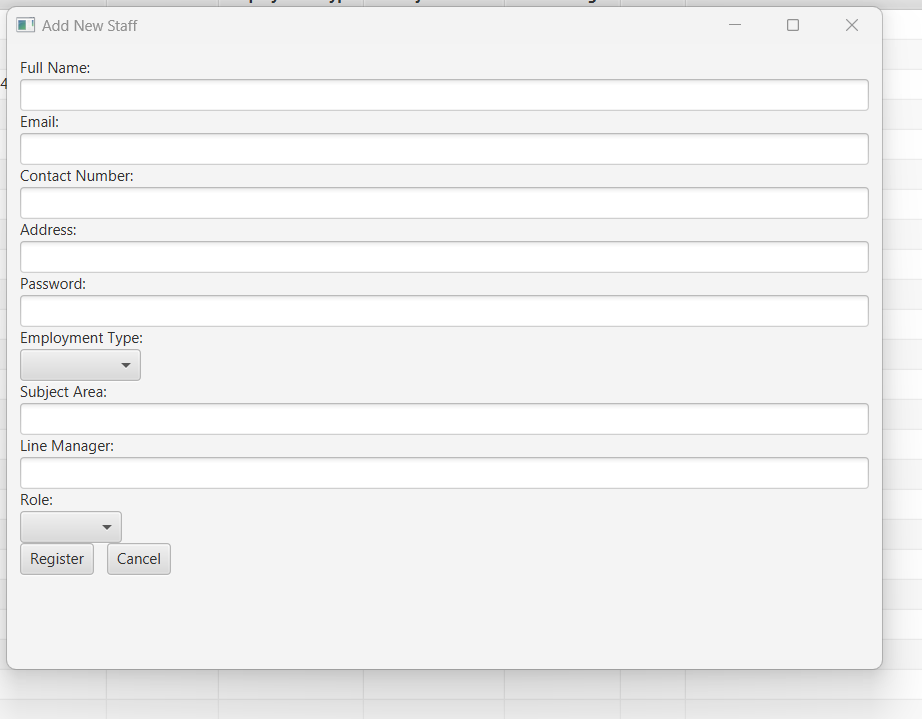 Add New Staff
Full Name:
4
Email:
Contact Number:
Address:
Password:
Employment Type:
Subject Area:
Line Manager:
Role:
Register Cancel